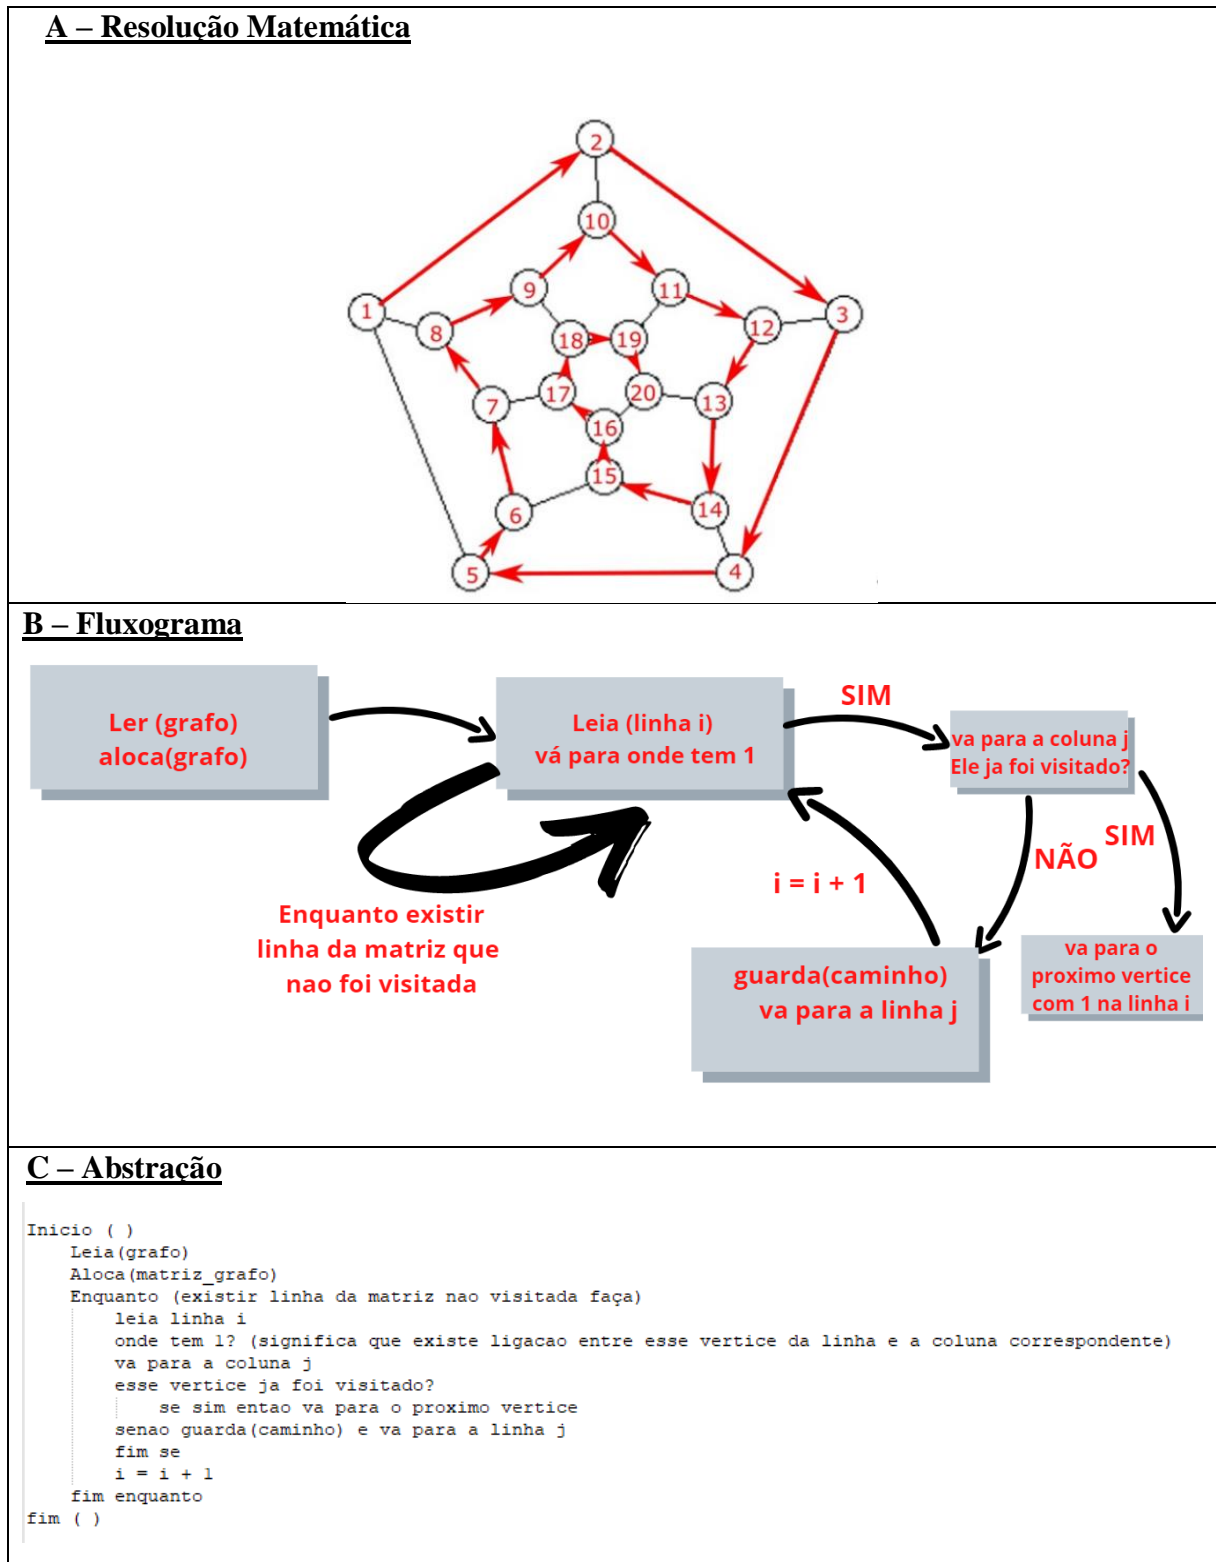 A – Resolução Matemática
2
10
9
11
1
3
8
12
18
19
17
20
7
13
16
15
6
14
5
4
B – Fluxograma
Ler (grafo)
aloca(grafo)
Leia (linha i)
vá para onde tem 1
SIM
va para a coluna j
Ele ja foi visitado?
NÃO
SIM
i = i + 1
Enquanto existir
linha da matriz que
nao foi visitada
guarda(caminho)
va para a linha j
va para o
proximo vertice
com 1 na linha i
C – Abstração
Inicio ( )
Leia(grafo)
Aloca(matriz_grafo)
Enquanto (existir linha da matriz nao visitada faça)
leia linha i
onde tem 1? (significa que existe ligacao entre esse vertice da linha e a coluna correspondente)
va para a coluna j
esse vertice ja foi visitado?
se sim entao va para o proximo vertice
senao guarda(caminho) e va para a linha j
fim se
i = i + 1
fim enquanto
fim ( )